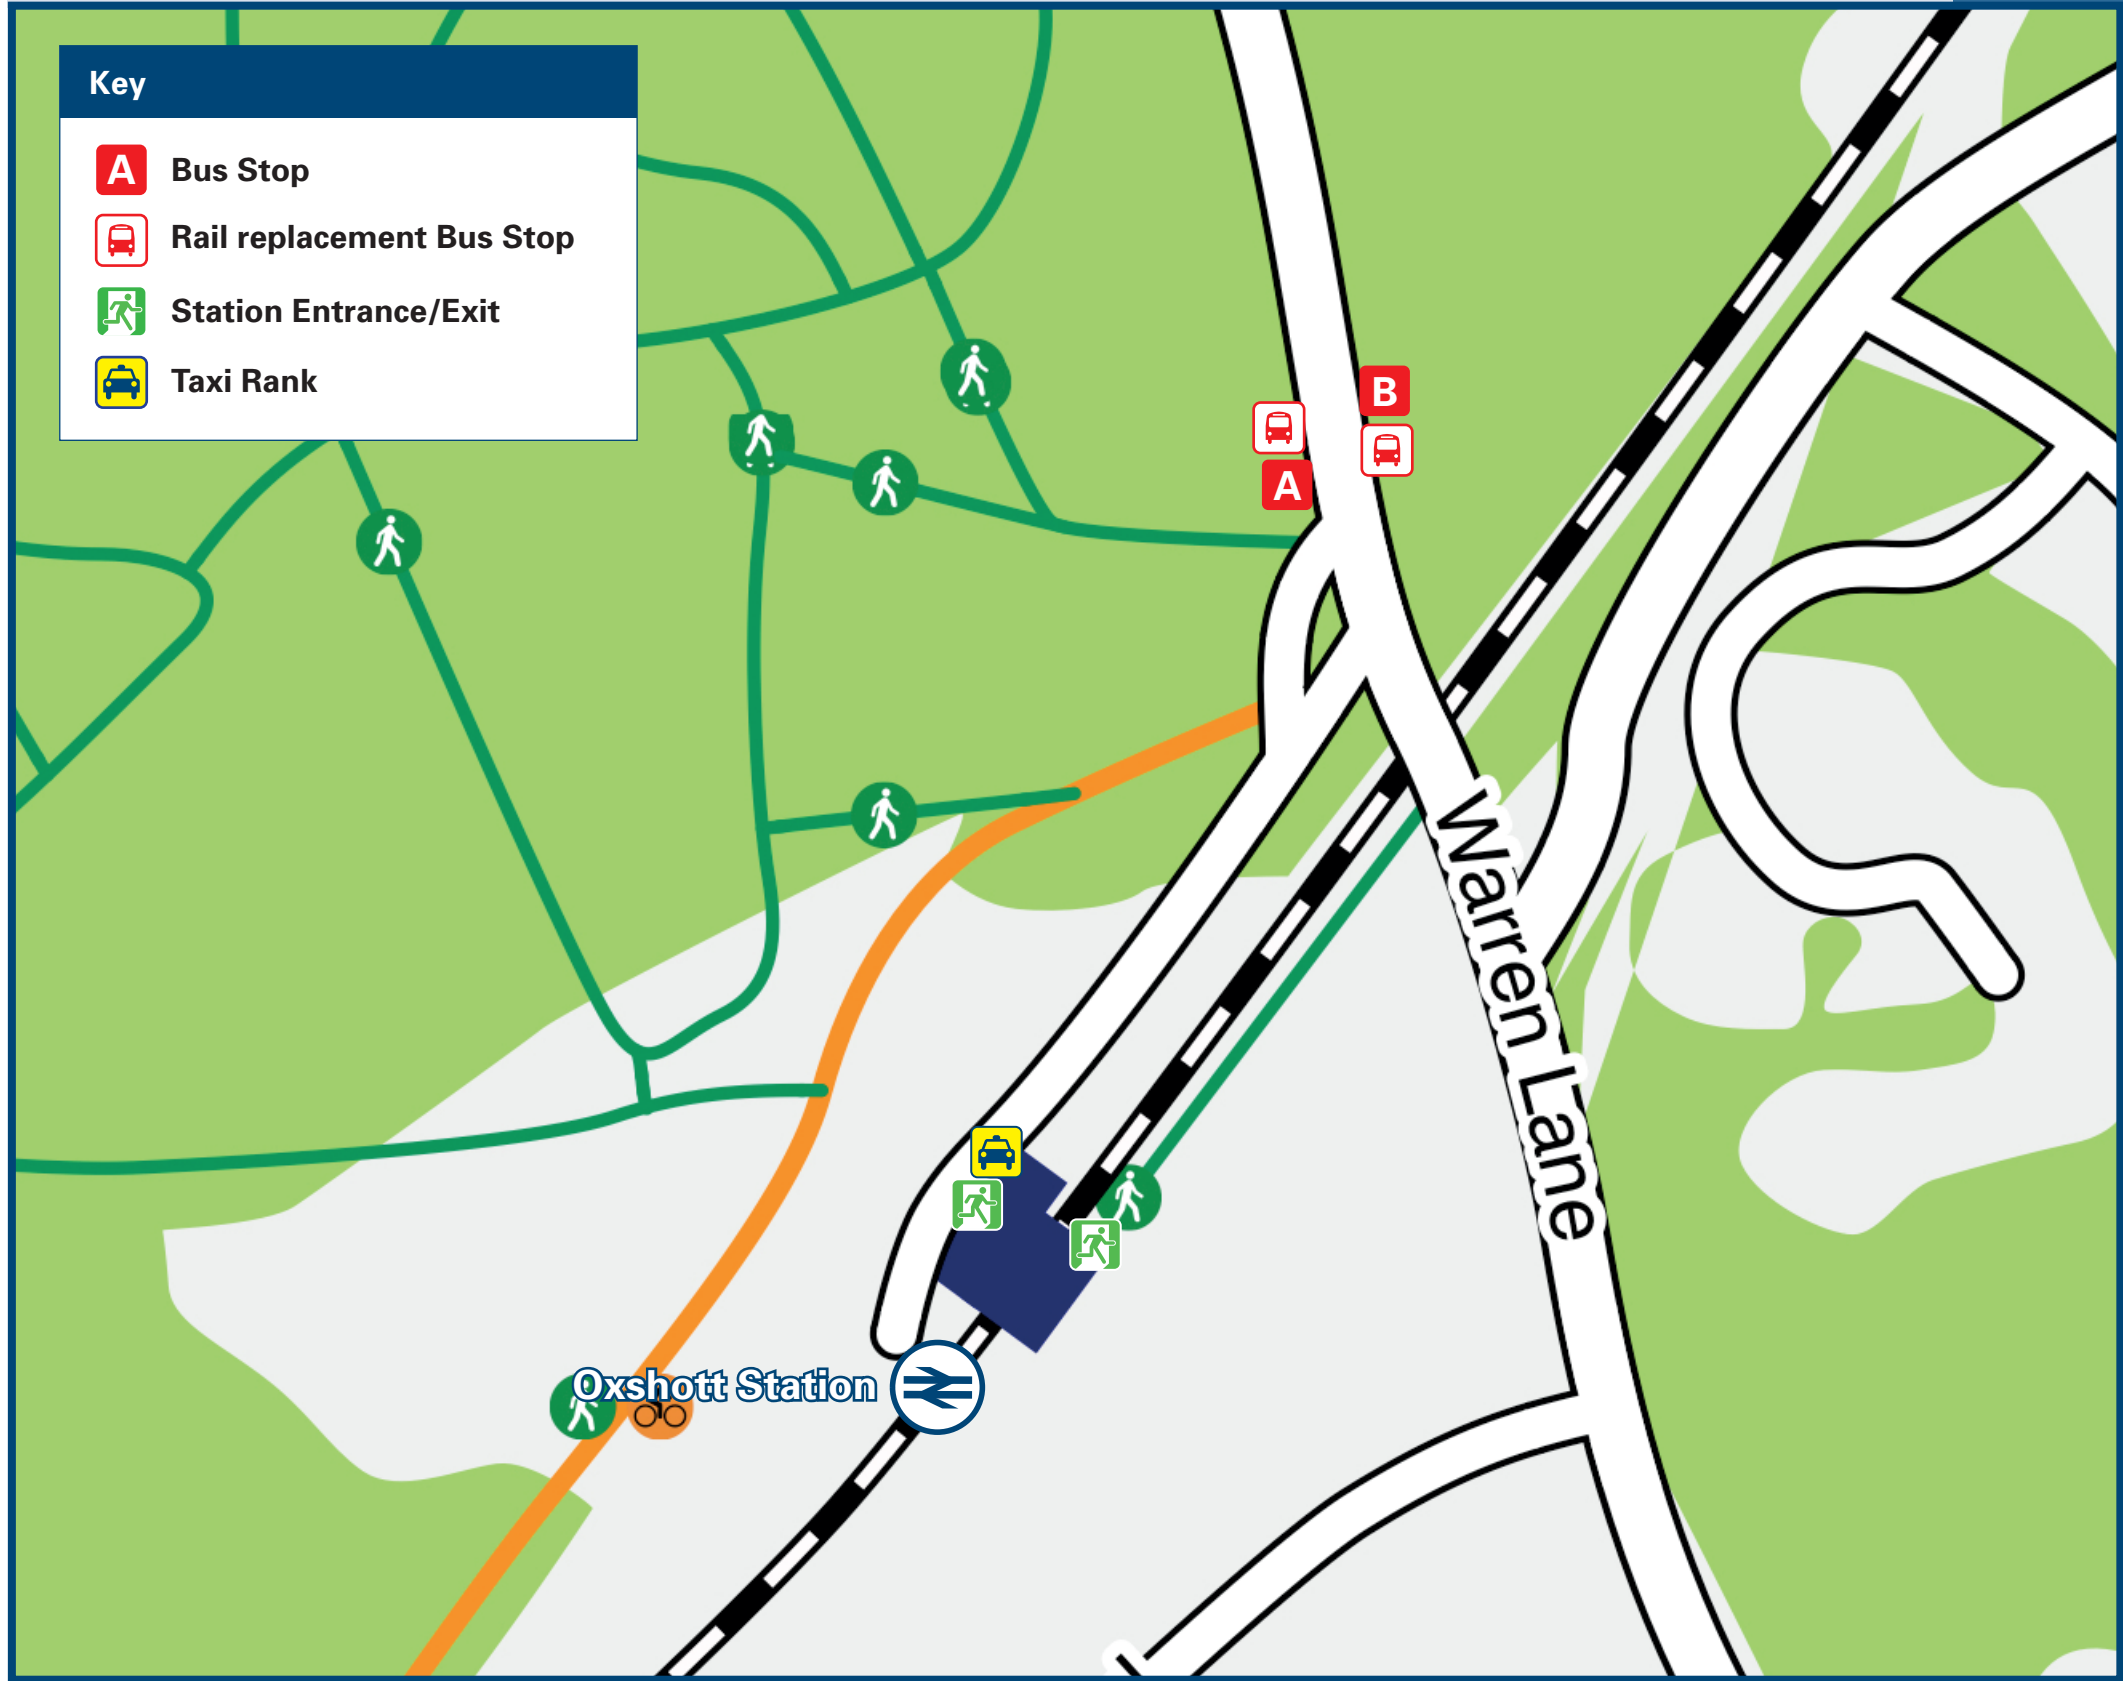 Key
A Bus Stop
Rail replacement Bus Stop
Station Entrance/Exit
Taxi Rank
B
A
Warren Lane
Oxshott Station